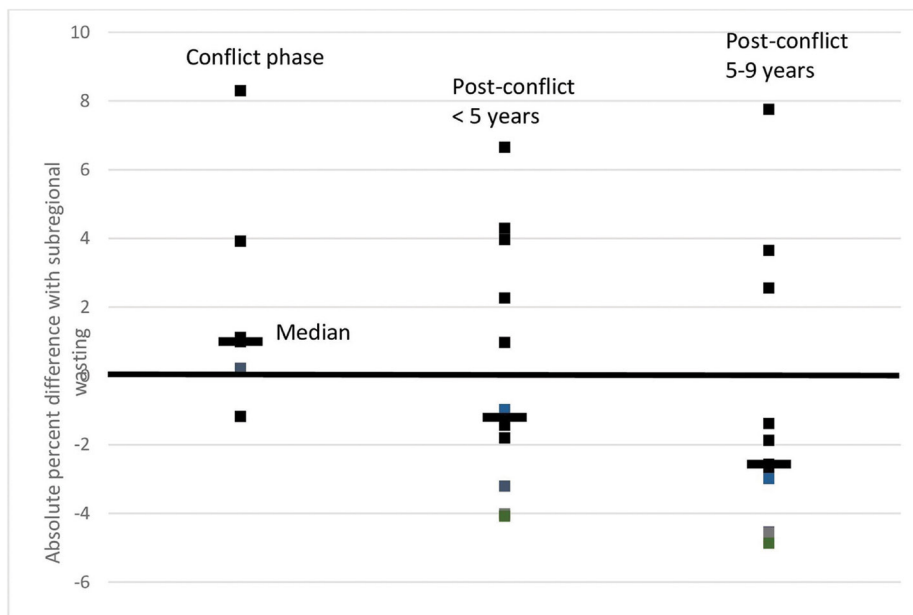 Absolute percent difference with subregional
wasting
10
8
6
4
2
0
-2
-4
-6
Conflict phase
Median
Post-conflict
< 5 years
Post-conflict
5-9 years